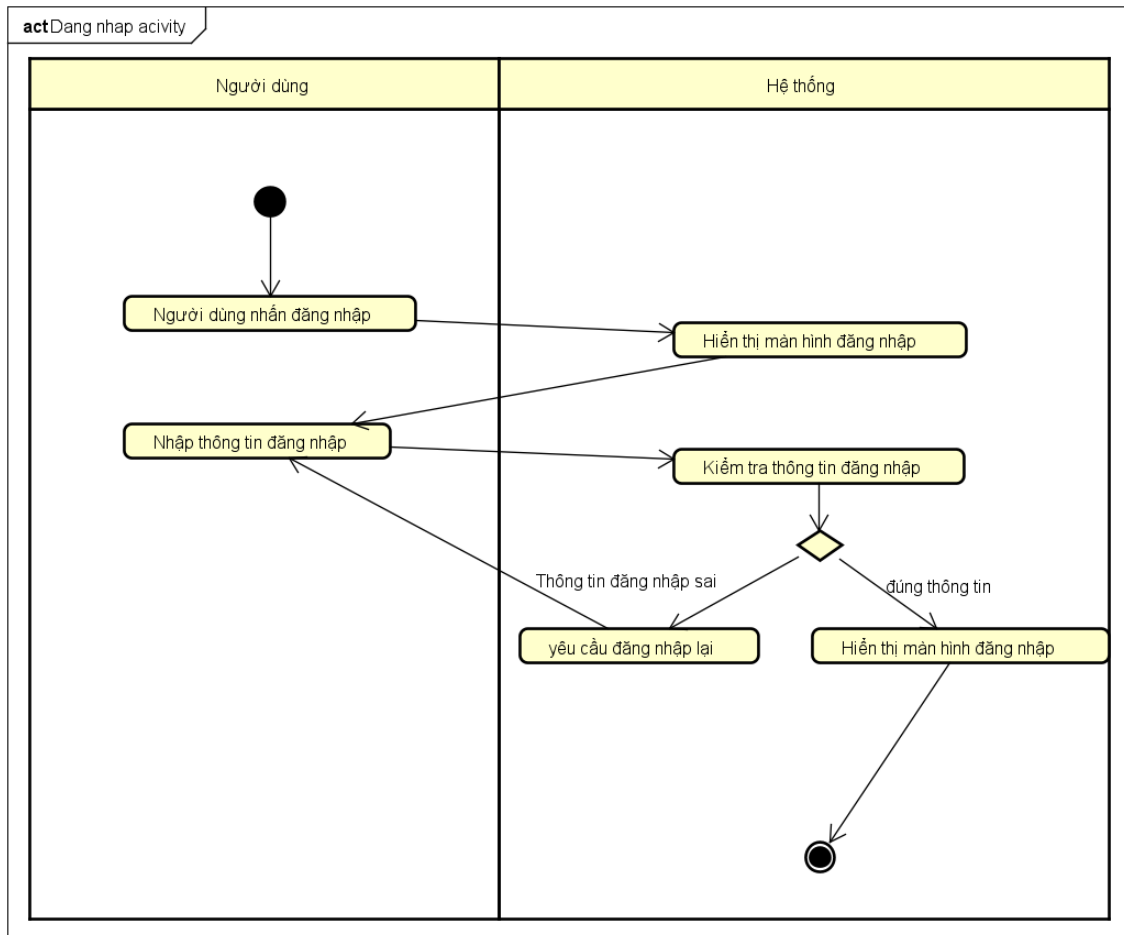 act Dang nhap acivity
Người dùng
Hệ thống
Người dùng nhấn đăng nhập
Hiển thị màn hình đăng nhập
Nhập thông tin đăng nhập
Kiểm tra thông tin đăng nhập
Thông tin đăng nhập sai
đúng thông tin
yêu cầu đăng nhập lại
Hiển thị màn hình đăng nhập